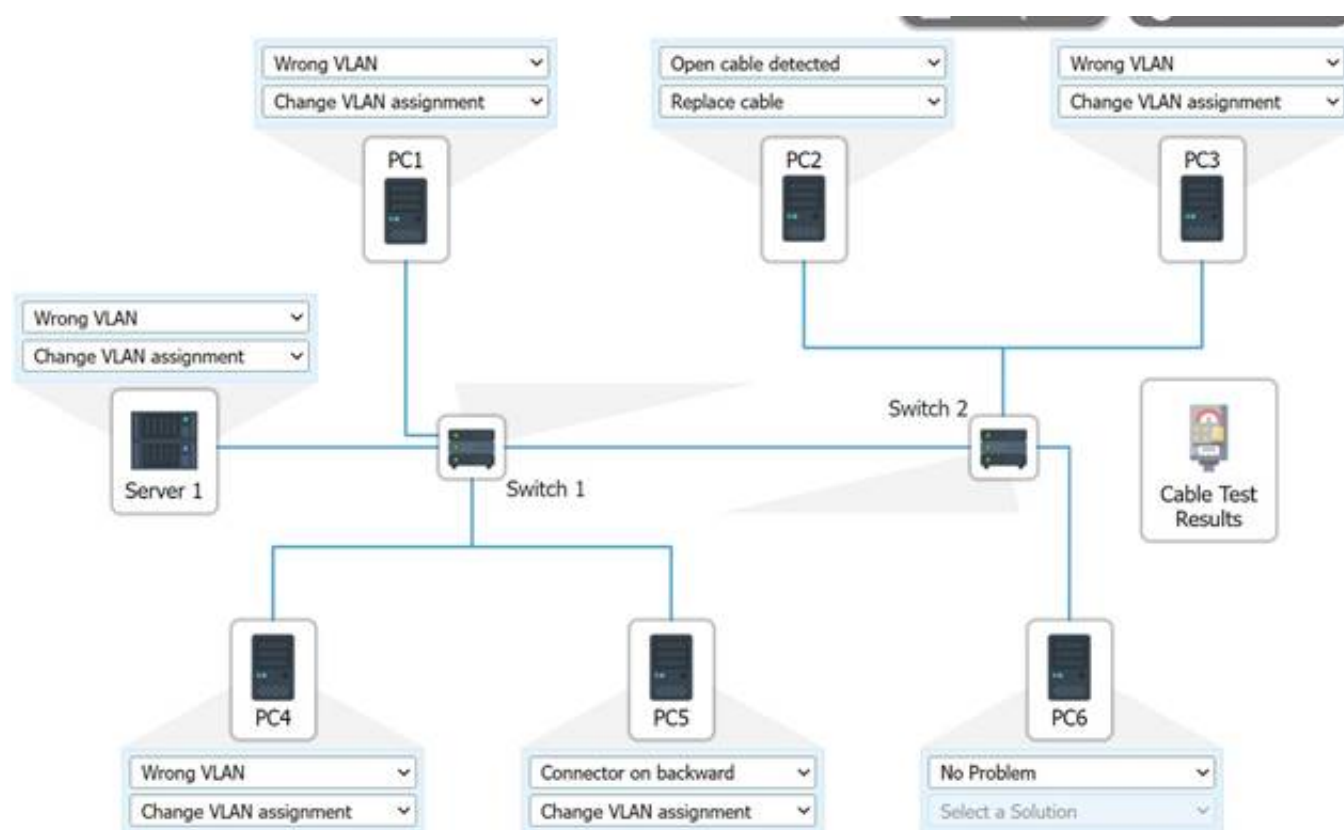 Wrong VLAN
Change VLAN assignment
PC1
Open cable detected
Replace cable
PC2
Wrong VLAN
Change VLAN assignment
PC3
Wrong VLAN
Change VLAN assignment
Server 1
Switch 1
Switch 2
Cable Test
Results
PC4
Wrong VLAN
Change VLAN assignment
PC5
Connector on backward
Change VLAN assignment
PC6
No Problem
Select a Solution